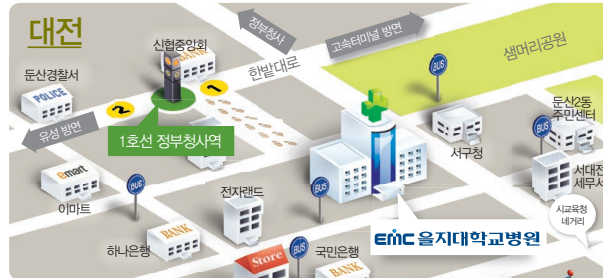 대전
정부청사
고속터미널 방면
신협중앙회
BANK
한밭대로
샘머리공원
BUS
둔산경찰서
POLICE
2
1
유성 방면
1호선 정부청사역
둔산2동
주민센터
BUS
서구청
emart
이마트
BUS
전자랜드
BUS
서대전
세무서
시교육청
네거리
EMC 을지대학교병원
하나은행
BANK
Store
BUS
국민은행
BANK